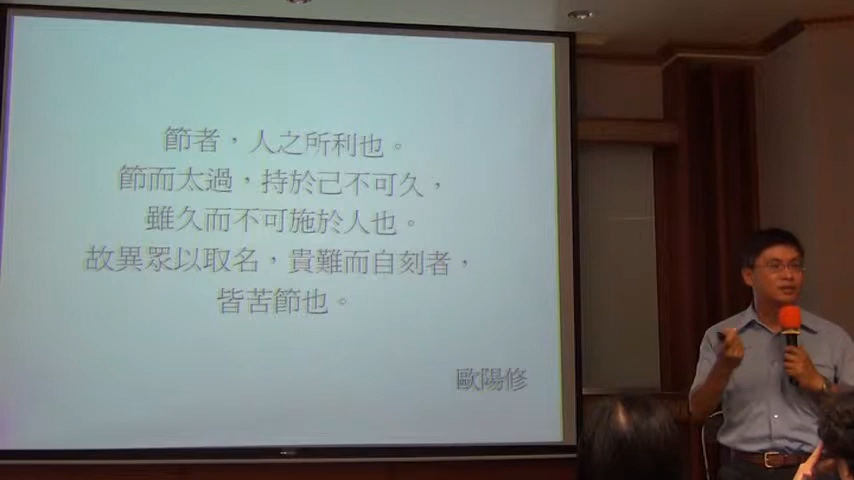 節者，人之所利也。
節而太過，持於己不可久，
雖久而不可施於人也。
故異眾以取名，貴難而自刻者，
皆苦節也。
歐陽修